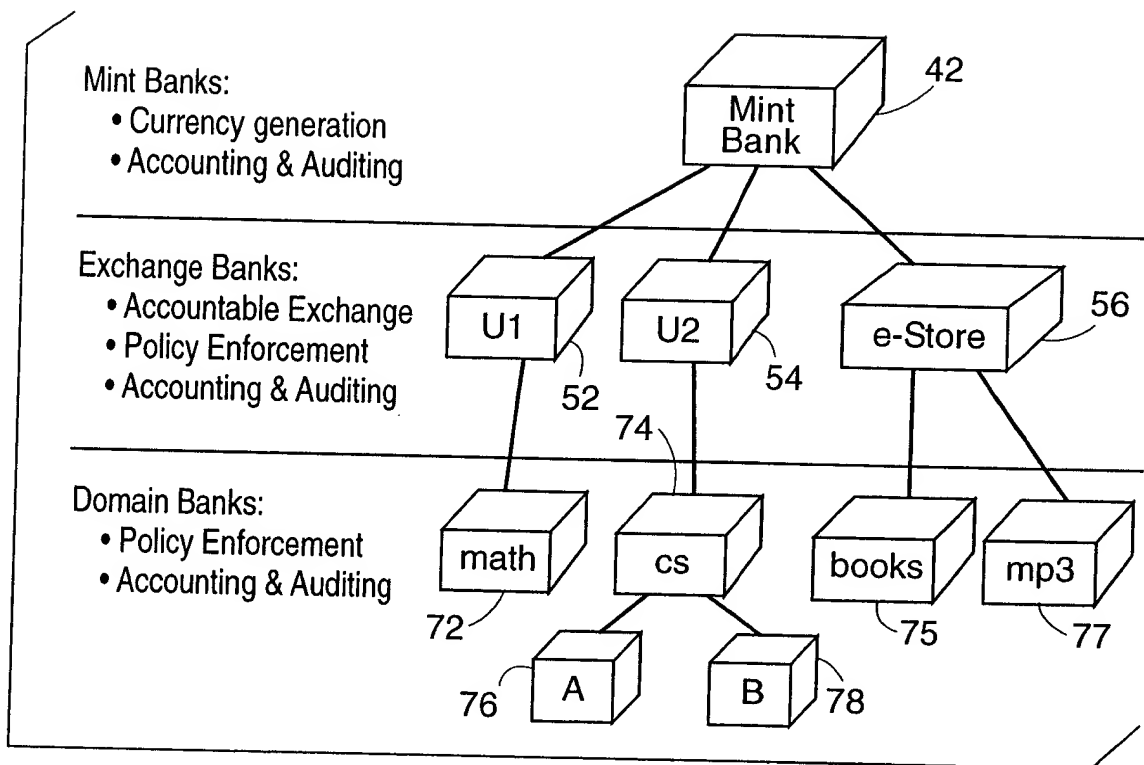 Mint Banks:
• Currency generation
• Accounting & Auditing
Mint
Bank
42
Exchange Banks:
• Accountable Exchange
• Policy Enforcement
• Accounting & Auditing
U1
52
U2
54
e-Store
56
Domain Banks:
• Policy Enforcement
• Accounting & Auditing
74
math
72
cs
books
75
mp3
77
76
A
B
78